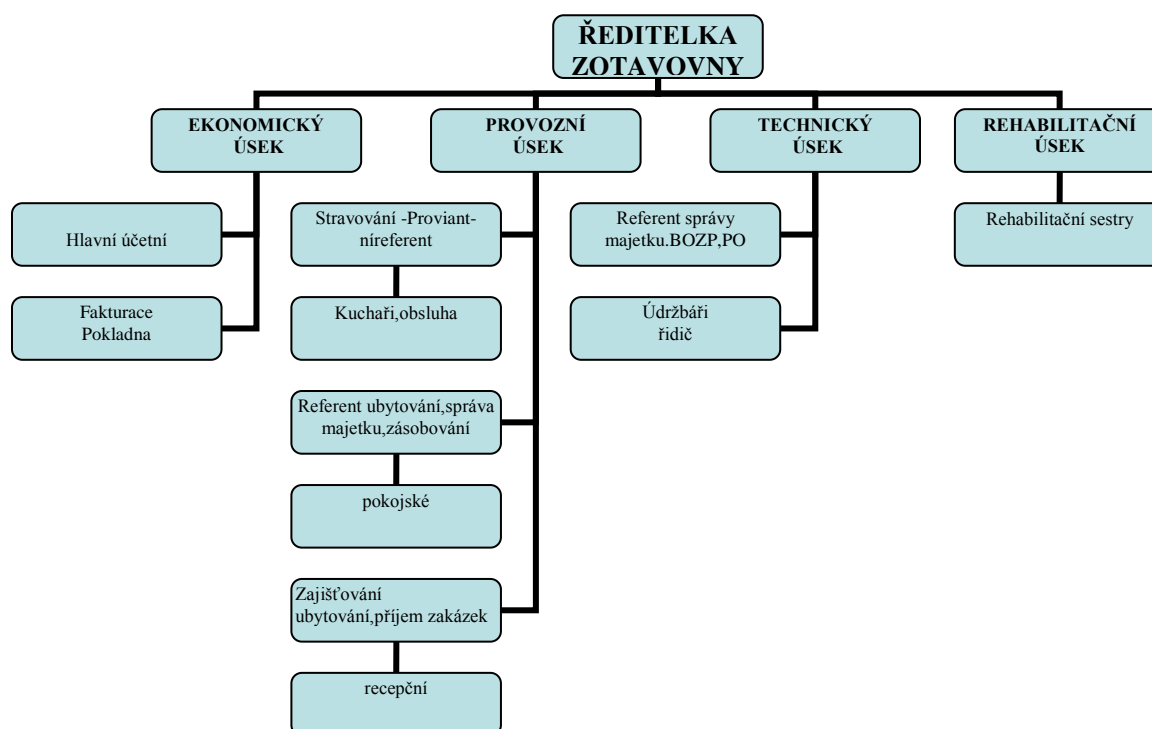 ŘEDITELKA
ZOTAVOVNY
EKONOMICKÝ
ÚSEK
PROVOZNÍ
ÚSEK
TECHNICKÝ
ÚSEK
REHABILITAČNÍ
ÚSEK
Hlavní účetní
Fakturace
Pokladna
Stravování -Proviant-
níreferent
Kuchaři,obsluha
Referent ubytování,správa
majetku,zásobování
pokojské
Zajišťování
ubytování,příjem zakázek
recepční
Referent správy
majetku.BOZP,PO
Údržbáři
řidič
Rehabilitační sestry